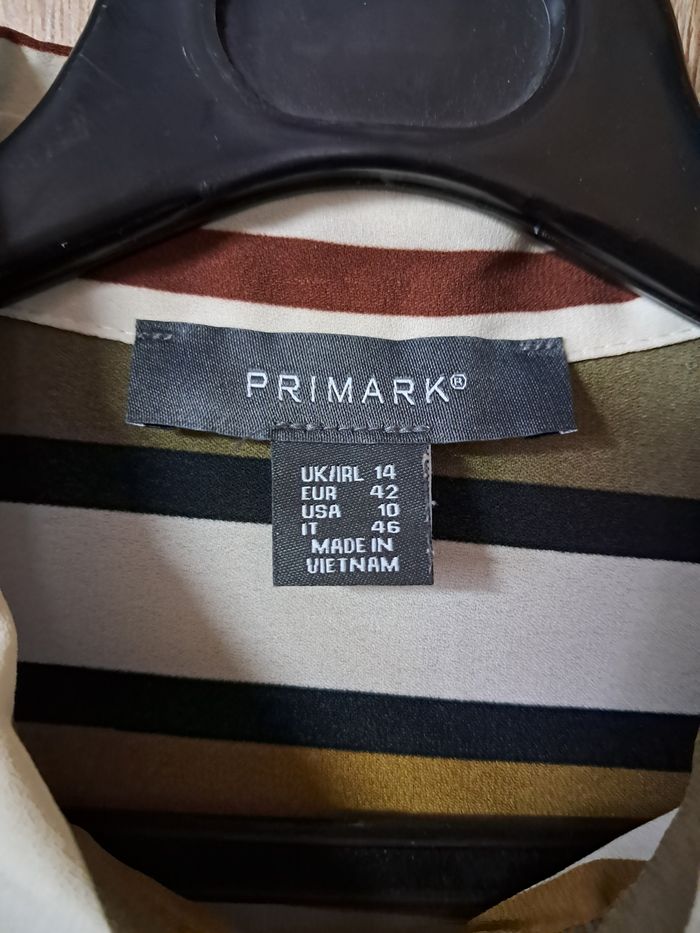 PRIMARK®
UK/IRL 14
EUR 42
USA 10
IT 46
MADE IN
VIETNAM